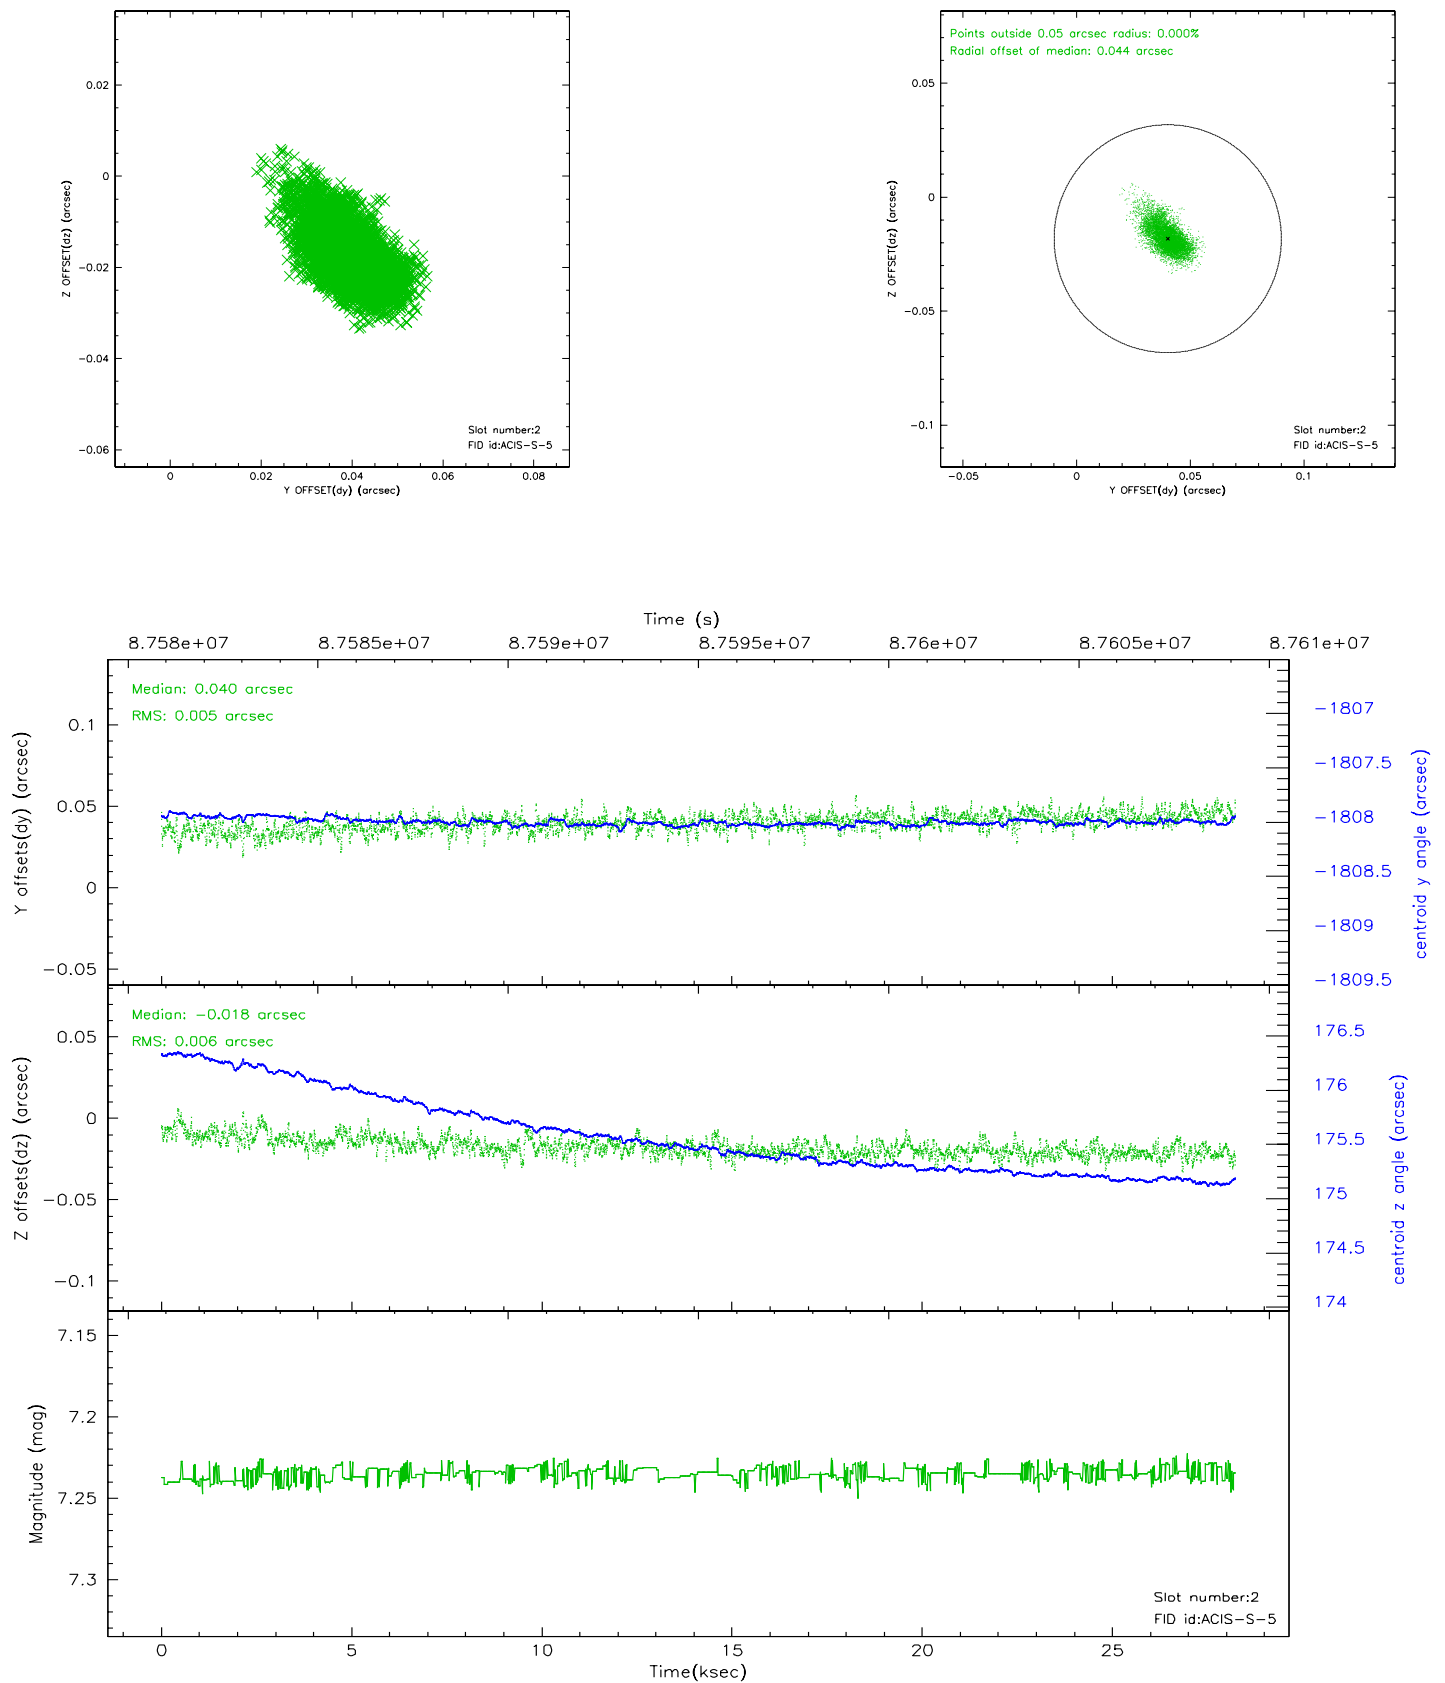 0.02
0
-0.02
-0.04
-0.06
Z OFFSET(dz) (arcsec)
Slot number:2
FID id:ACIS-S-5
0 0.02 0.04 0.06 0.08
Y OFFSET(dy) (arcsec)
Points outside 0.05 arcsec radius: 0.000%
Radial offset of median: 0.044 arcsec
0.05
0
-0.05
-0.1
Z OFFSET(dz) (arcsec)
Slot number:2
FID id:ACIS-S-5
-0.05 0 0.05 0.1
Y OFFSET(dy) (arcsec)
Time (s)
8.758e+07 8.7585e+07 8.759e+07 8.7595e+07 8.76e+07 8.7605e+07 8.761e+07
Median: 0.040 arcsec
RMS: 0.005 arcsec
0.1
0.05
0
-0.05
Y offsets(dy) (arcsec)
-1807
-1807.5
-1808
-1808.5
-1809
-1809.5
centroid y angle (arcsec)
Median: -0.018 arcsec
RMS: 0.006 arcsec
0.05
0
-0.05
-0.1
Z offsets(dz) (arcsec)
176.5
176
175.5
175
174.5
174
centroid z angle (arcsec)
7.15
7.2
7.25
7.3
Magnitude (mag)
Slot number:2
FID id:ACIS-S-5
0 5 10 15 20 25
Time(ksec)